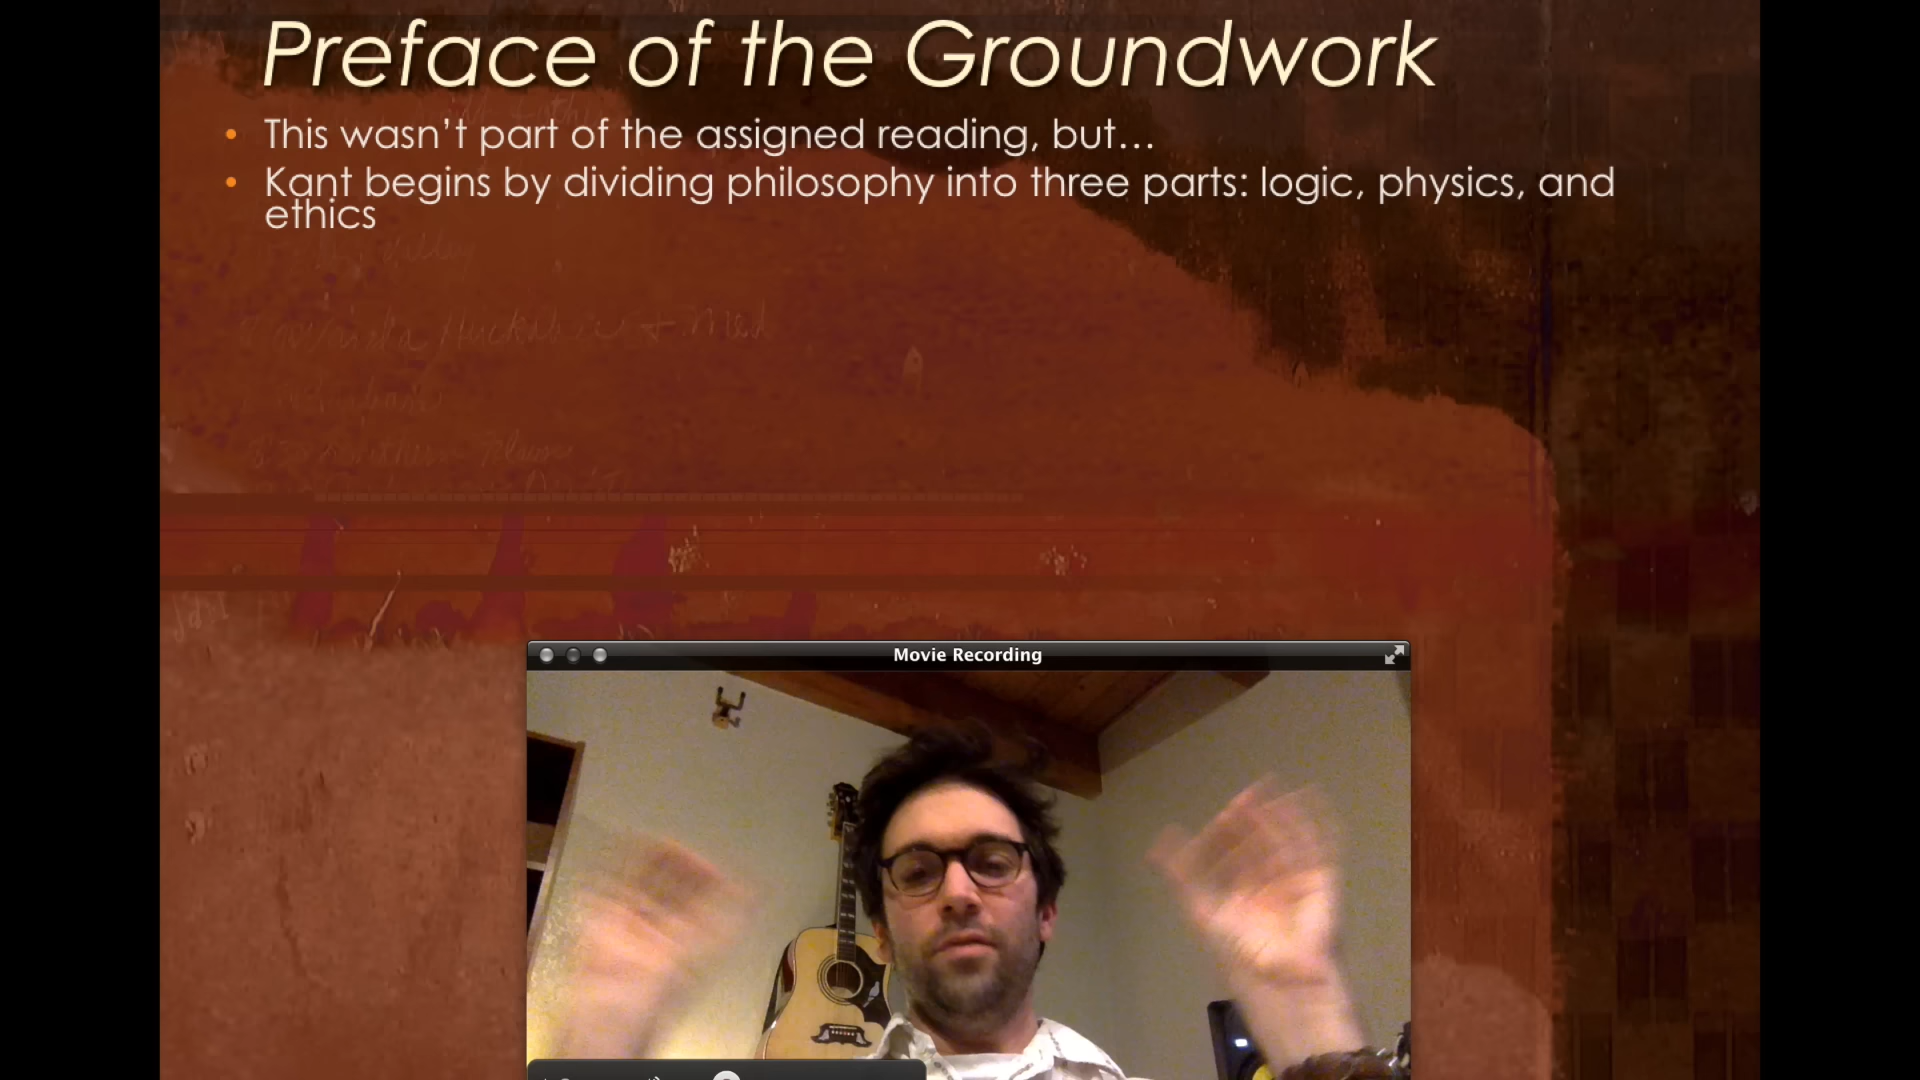 Preface of the Groundwork
This wasn’t part of the assigned reading, but…
Kant begins by dividing philosophy into three parts: logic, physics, and
ethics
Movie Recording